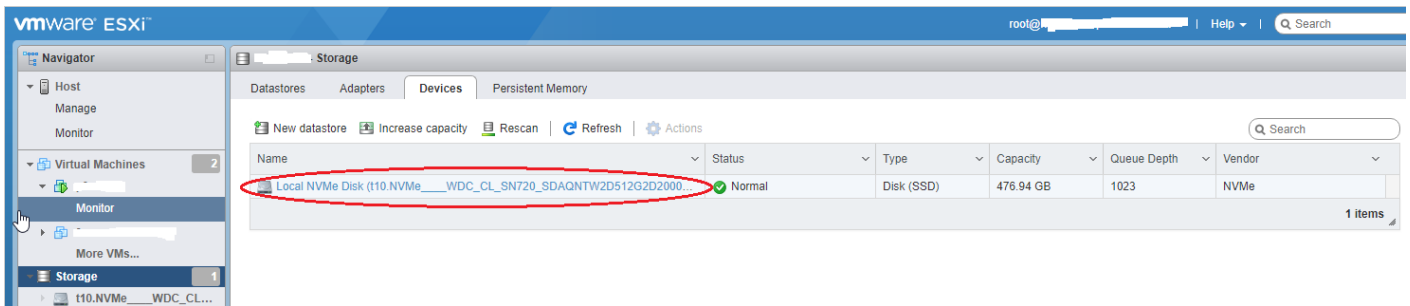 vmware ESXi™
root@ | Help | Search
Navigator
Host
Manage
Monitor
Virtual Machines 2
Monitor
More VMs...
Storage 1
t10.NVMe____WDC_CL...
Storage
Datastores Adapters Devices Persistent Memory
New datastore Increase capacity Rescan | Refresh | Actions
Search
Name Status Type Capacity Queue Depth Vendor
Local NVMe Disk (t10.NVMe____WDC_CL_SN720_SDAQNTW2D512G2D2000... Normal Disk (SSD) 476.94 GB 1023 NVMe
1 items